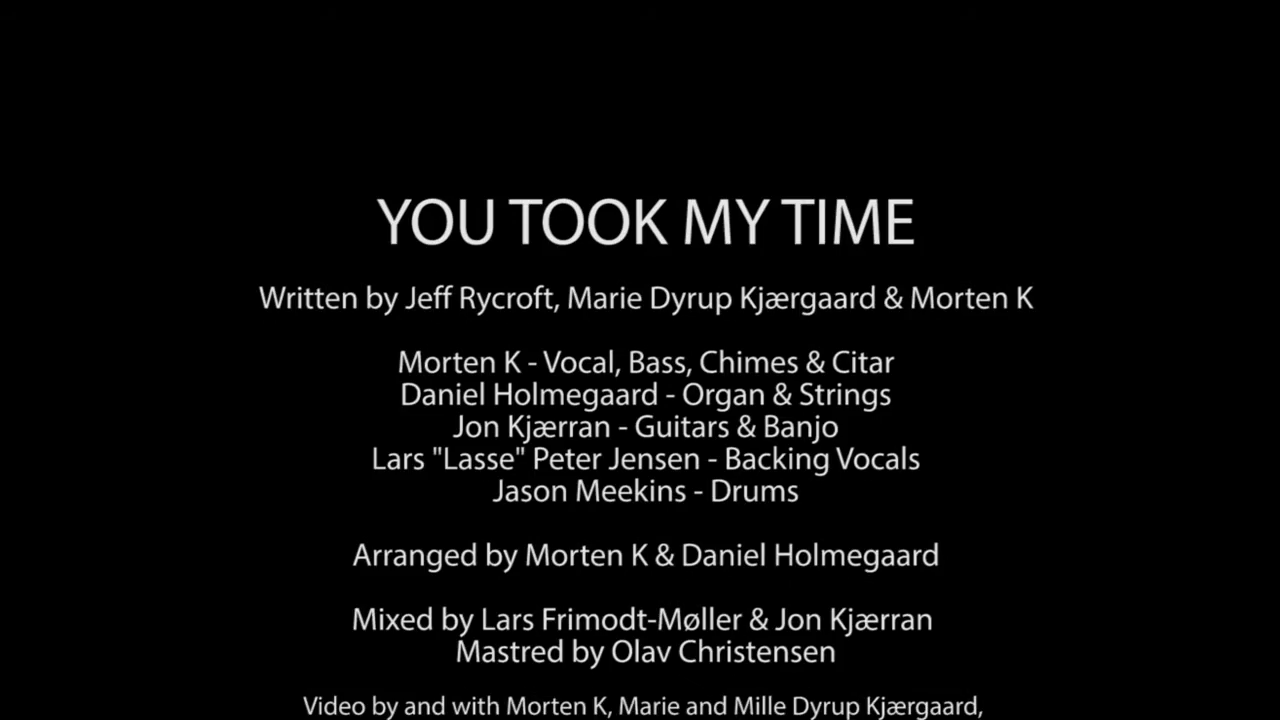 YOU TOOK MY TIME
Written by Jeff Rycroft, Marie Dyrup Kjærgaard & Morten K
Morten K - Vocal, Bass, Chimes & Citar
Daniel Holmegaard - Organ & Strings
Jon Kjærran - Guitars & Banjo
Lars "Lasse" Peter Jensen - Backing Vocals
Jason Meekins - Drums
Arranged by Morten K & Daniel Holmegaard
Mixed by Lars Frimodt-Møller & Jon Kjærran
Mastred by Olav Christensen
Video by and with Morten K, Marie and Mille Dyrup Kjærgaard,